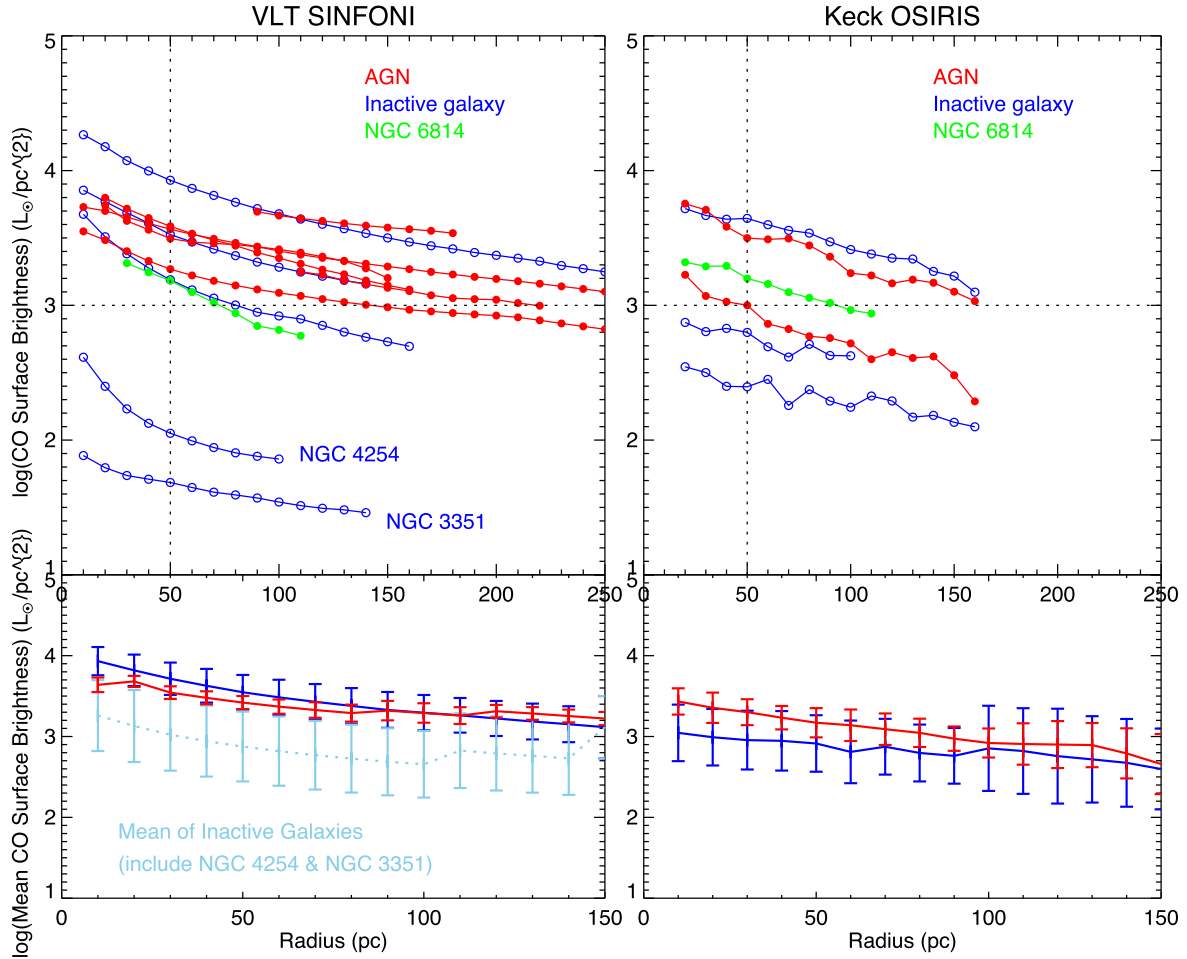 VLT SINFONI
Keck OSIRIS
log(CO Surface Brightness) (L☉/pc^{2})
5
4
3
2
1
AGN
Inactive galaxy
NGC 6814
NGC 4254
NGC 3351
0
50
100
150
200
250
5
4
3
2
1
AGN
Inactive galaxy
NGC 6814
0
50
100
150
200
250
log(Mean CO Surface Brightness) (L☉/pc^{2})
5
4
3
2
1
Mean of Inactive Galaxies
(include NGC 4254 & NGC 3351)
0
50
100
150
Radius (pc)
5
4
3
2
1
0
50
100
150
Radius (pc)